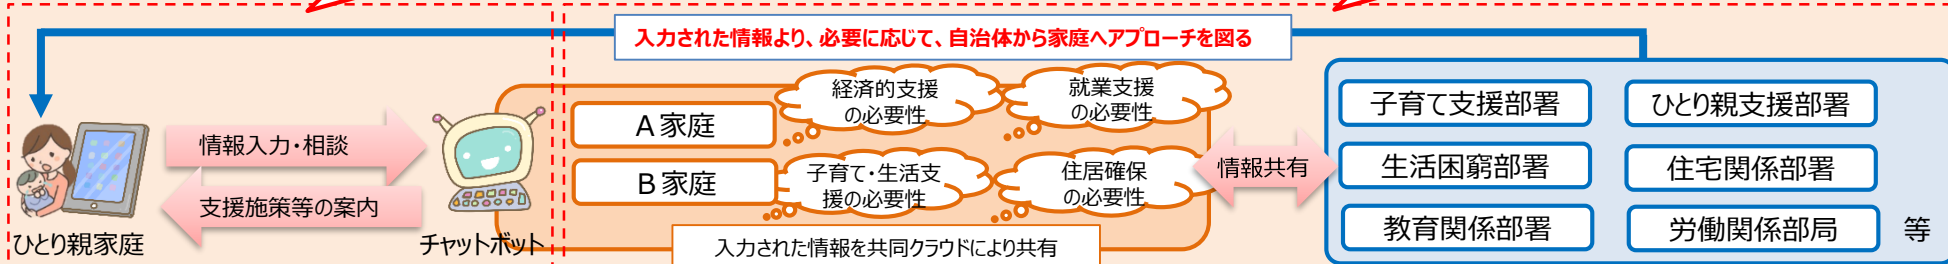 入力された情報より、必要に応じて、自治体から家庭へアプローチを図る
情報入力・相談
支援施策等の案内
ひとり親家庭
チャットボット
A家庭
経済的支援
の必要性
就業支援
の必要性
B家庭
子育て・生活支
援の必要性
住居確保
の必要性
入力された情報を共同クラウドにより共有
情報共有
子育て支援部署
ひとり親支援部署
生活困窮部署
住宅関係部署
教育関係部署
労働関係部局
等